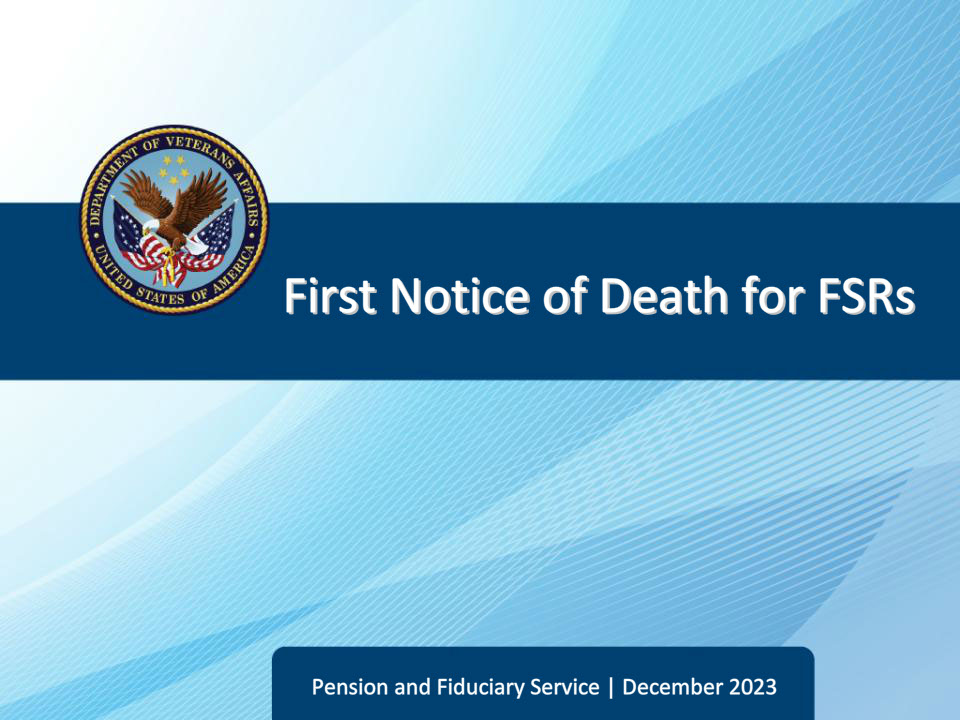 DEPARTMENT OF VETERANS AFFAIRS
UNITED STATES OF AMERICA
First Notice of Death for FSRs
Pension and Fiduciary Service | December 2023